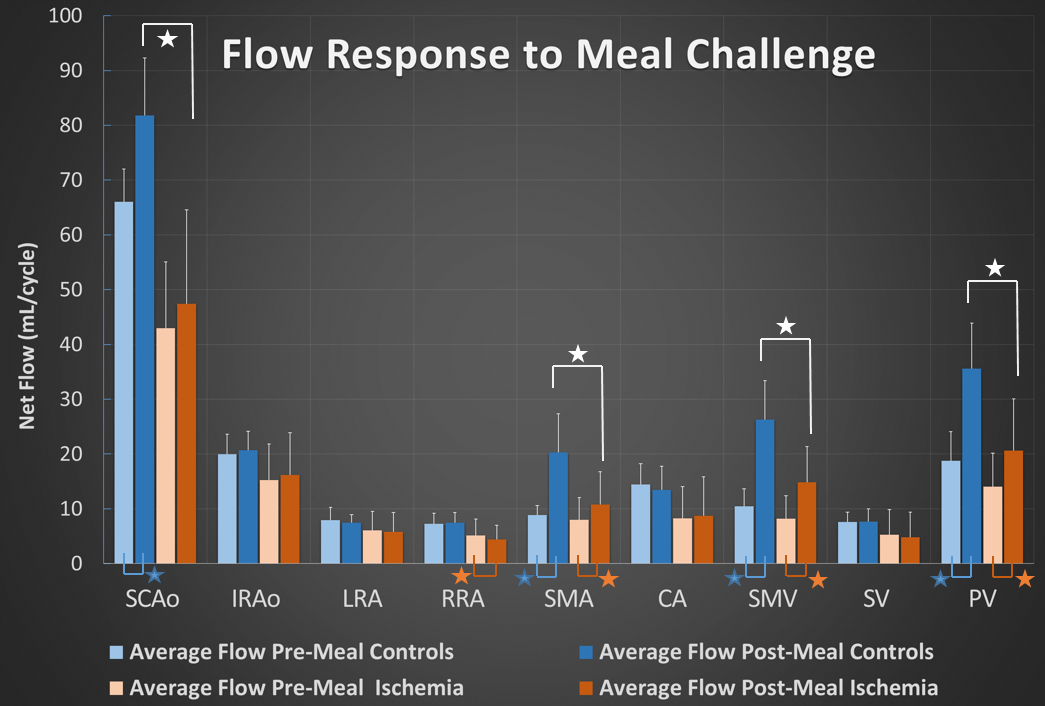 Flow Response to Meal Challenge
Net Flow (mL/cycle)
100
90
80
70
60
50
40
30
20
10
0
SCAo IRAo LRA RRA SMA CA SMV SV PV
Average Flow Pre-Meal Controls Average Flow Post-Meal Controls
Average Flow Pre-Meal  Ischemia Average Flow Post-Meal Ischemia